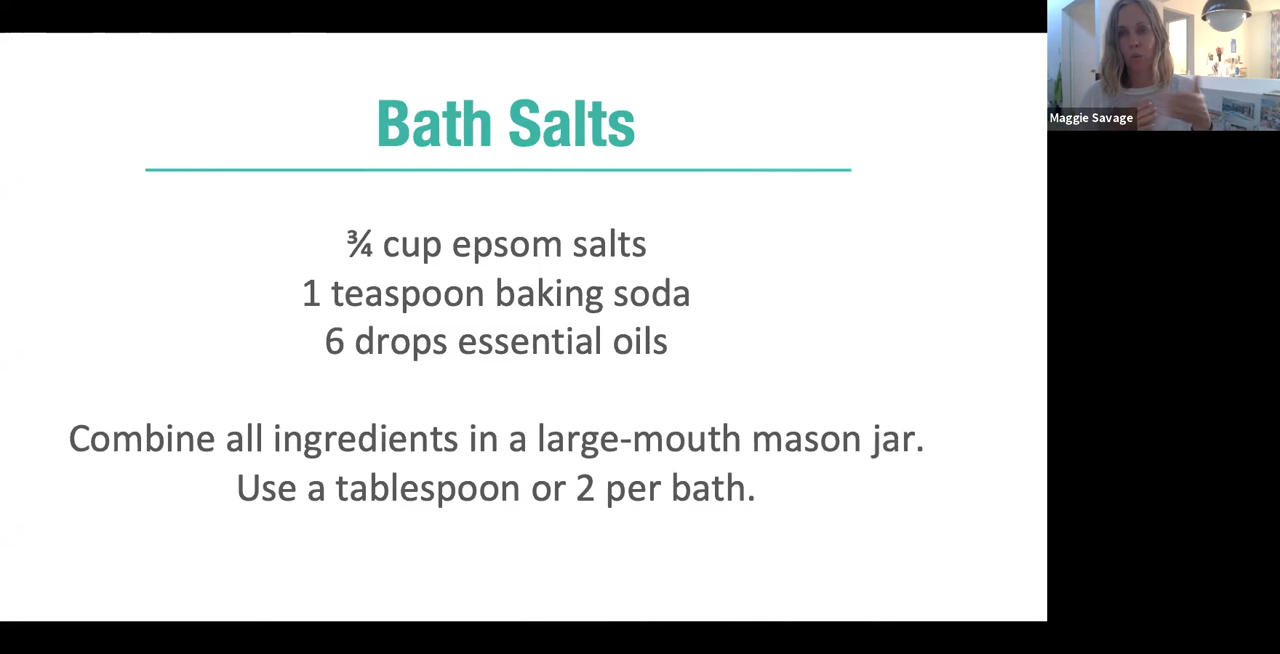 Bath Salts
¾ cup epsom salts
1 teaspoon baking soda
6 drops essential oils
Combine all ingredients in a large-mouth mason jar.
Use a tablespoon or 2 per bath.
Maggie Savage